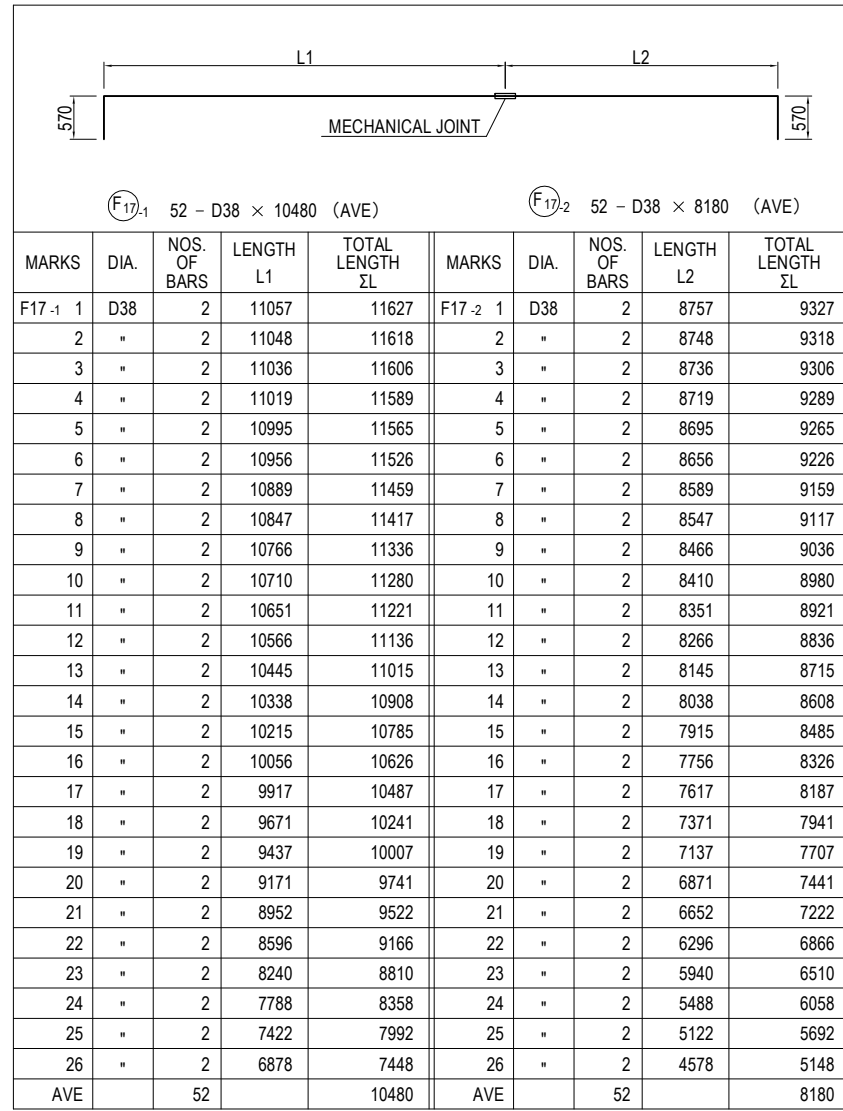 L1 L2
570 570
MECHANICAL JOINT
F17-1 52 - D38 × 10480 (AVE) F17-2 52 - D38 × 8180 (AVE)
MARKS DIA. NOS. OF BARS LENGTH L1 TOTAL LENGTH ΣL MARKS DIA. NOS. OF BARS LENGTH L2 TOTAL LENGTH ΣL
F17 -1 1 D38 2 11057 11627 F17 -2 1 D38 2 8757 9327
2 " 2 11048 11618 2 " 2 8748 9318
3 " 2 11036 11606 3 " 2 8736 9306
4 " 2 11019 11589 4 " 2 8719 9289
5 " 2 10995 11565 5 " 2 8695 9265
6 " 2 10956 11526 6 " 2 8656 9226
7 " 2 10889 11459 7 " 2 8589 9159
8 " 2 10847 11417 8 " 2 8547 9117
9 " 2 10766 11336 9 " 2 8466 9036
10 " 2 10710 11280 10 " 2 8410 8980
11 " 2 10651 11221 11 " 2 8351 8921
12 " 2 10566 11136 12 " 2 8266 8836
13 " 2 10445 11015 13 " 2 8145 8715
14 " 2 10338 10908 14 " 2 8038 8608
15 " 2 10215 10785 15 " 2 7915 8485
16 " 2 10056 10626 16 " 2 7756 8326
17 " 2 9917 10487 17 " 2 7617 8187
18 " 2 9671 10241 18 " 2 7371 7941
19 " 2 9437 10007 19 " 2 7137 7707
20 " 2 9171 9741 20 " 2 6871 7441
21 " 2 8952 9522 21 " 2 6652 7222
22 " 2 8596 9166 22 " 2 6296 6866
23 " 2 8240 8810 23 " 2 5940 6510
24 " 2 7788 8358 24 " 2 5488 6058
25 " 2 7422 7992 25 " 2 5122 5692
26 " 2 6878 7448 26 " 2 4578 5148
AVE 52 10480 AVE 52 8180